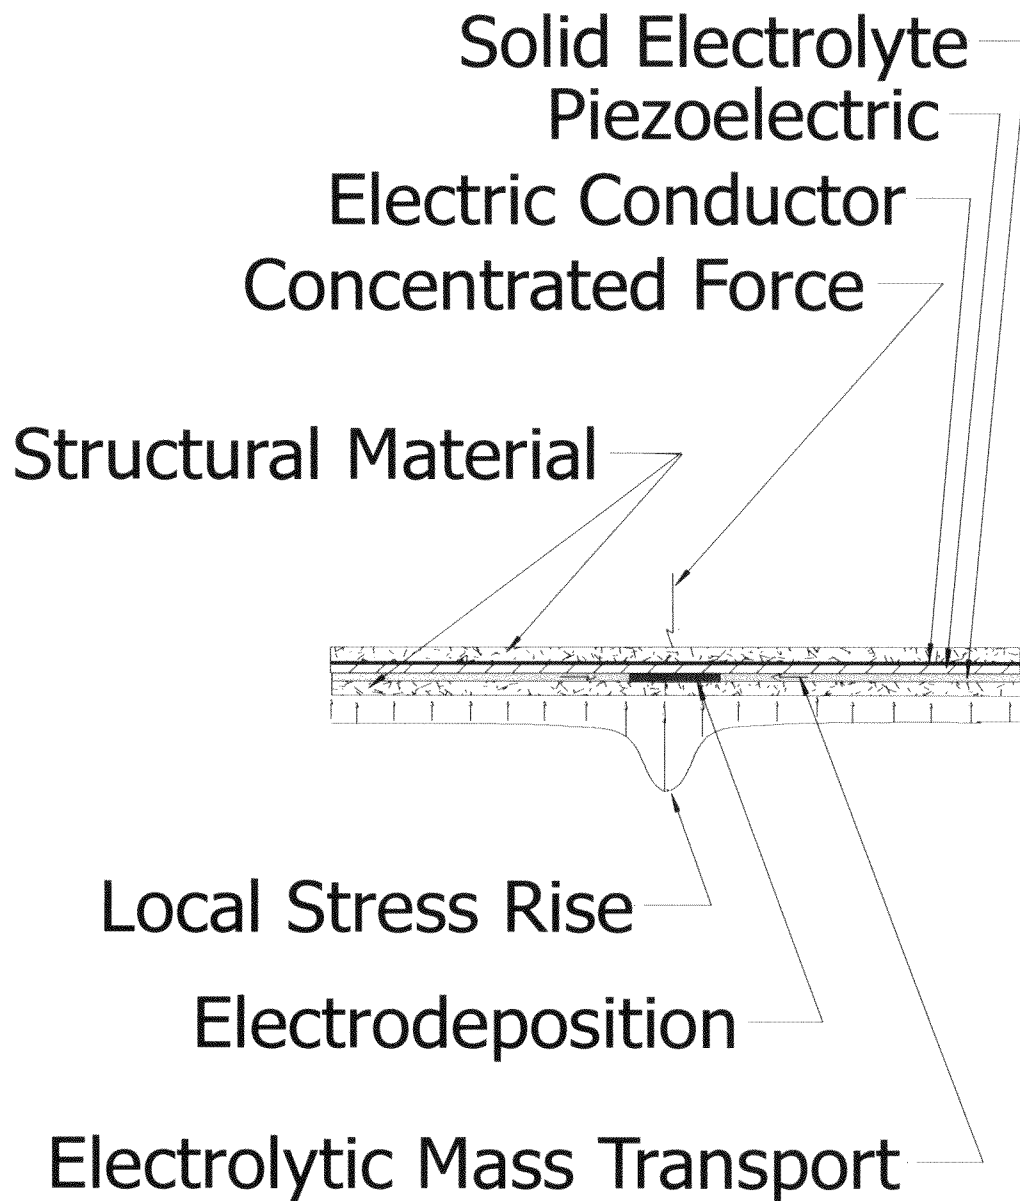 Solid Electrolyte
Piezoelectric
Electric Conductor
Concentrated Force
Structural Material
Local Stress Rise
Electrodeposition
Electrolytic Mass Transport